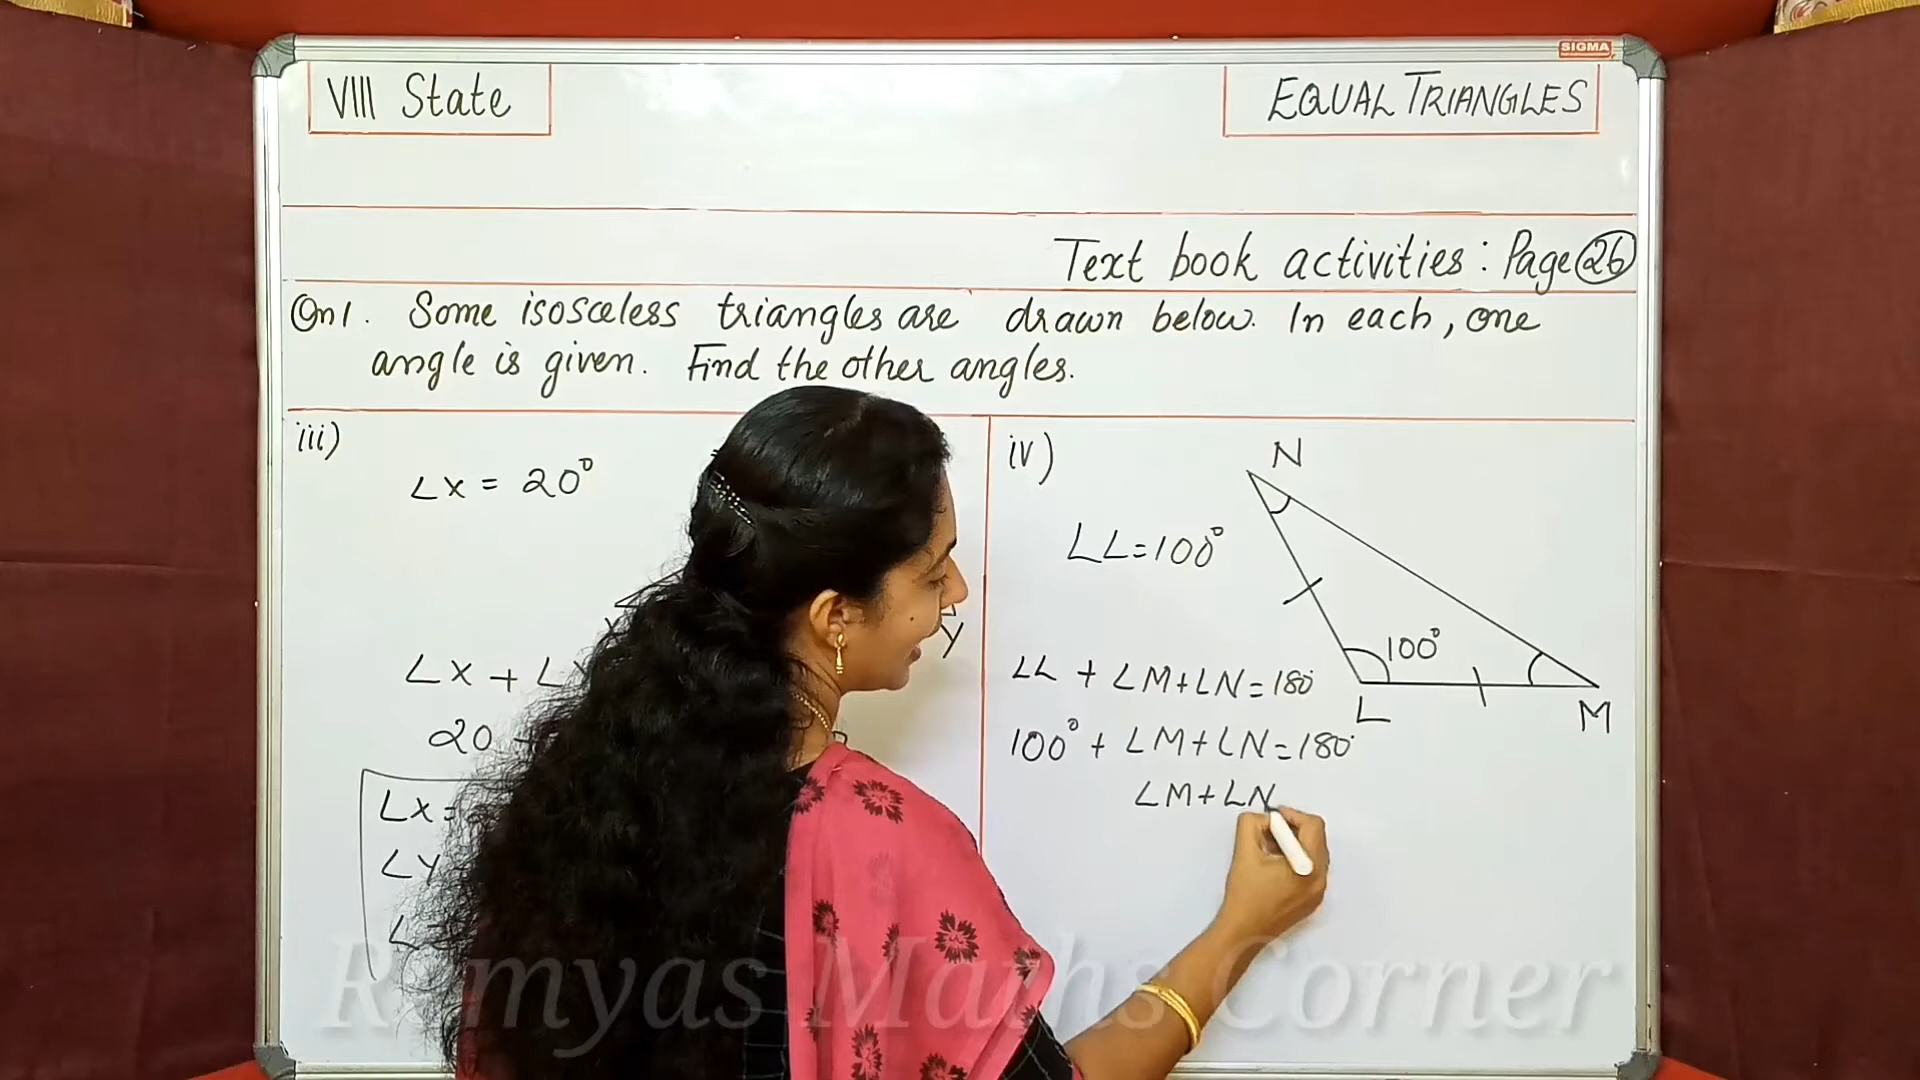 SIGMA
VIII State
EQUAL TRIANGLES
Text book activities : Page 26
Qn 1. Some isosceless triangles are drawn below. In each, one
angle is given. Find the other angles.
iii)
∠X = 20°
∠X +
20
∠X =
∠Y
Y
iv)
N
∠L = 100°
100°
L
M
∠L + ∠M + ∠N = 180°
100° + ∠M + ∠N = 180°
∠M + ∠N
Ramyas Maths Corner